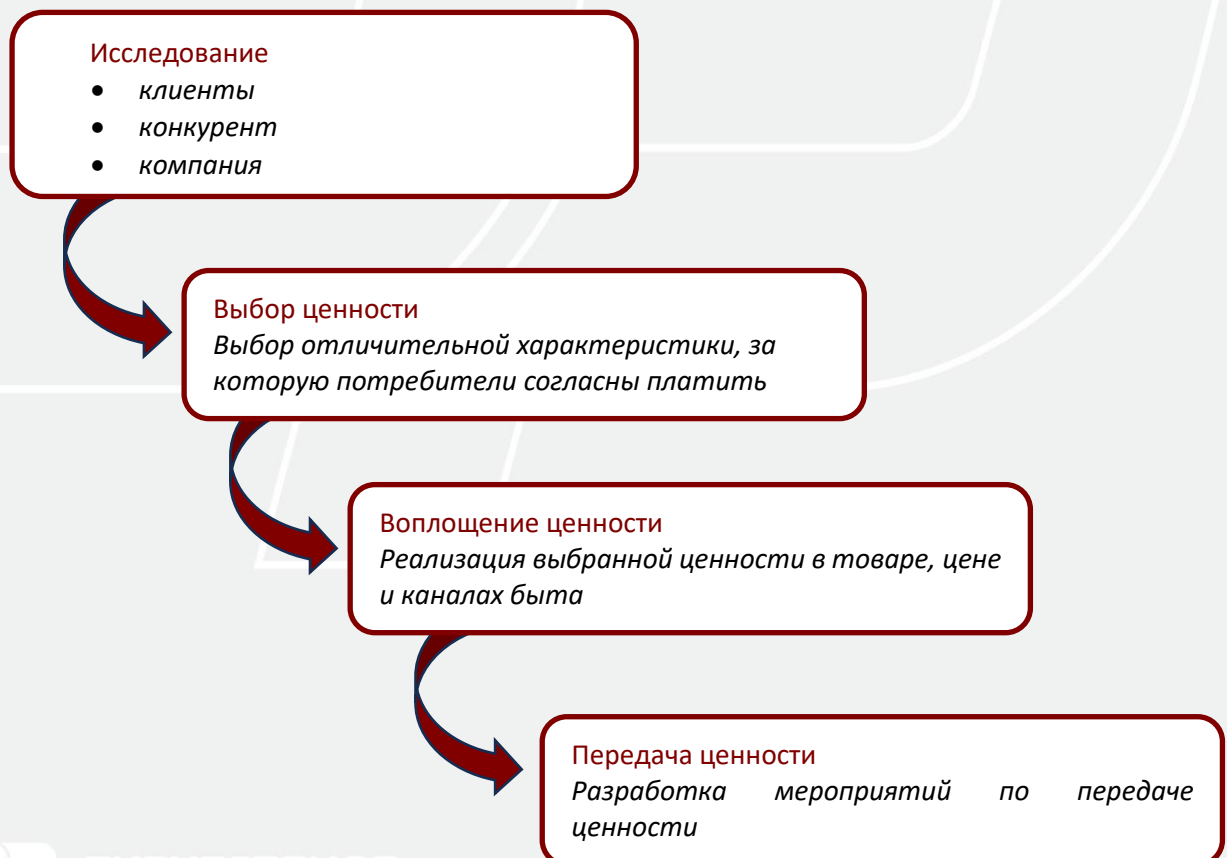 Исследование
• клиенты
• конкурент
• компания
Выбор ценности
Выбор отличительной характеристики, за
которую потребители согласны платить
Воплощение ценности
Реализация выбранной ценности в товаре, цене
и каналах быта
Передача ценности
Разработка мероприятий по передаче
ценности